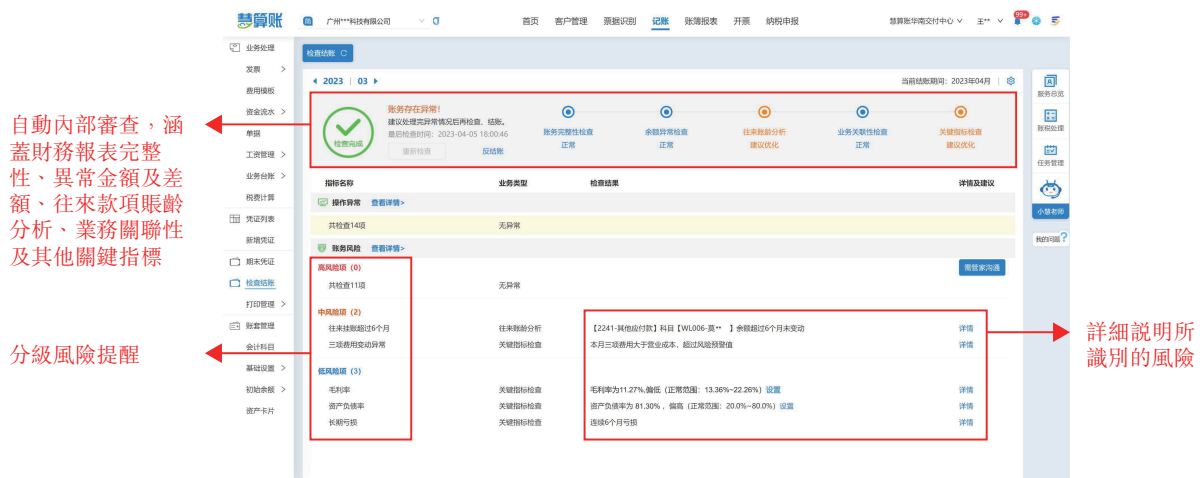 慧算账
简
广州***科技有限公司
首页 客户管理 票据识别 记账 账簿报表 开票 纳税申报
慧算账华南交付中心 王**
99+
业务处理
发票 >
费用模板
资金流水 >
单据
工资管理 >
业务台账 >
税费计算
凭证列表
新增凭证
期末凭证
检查结账
打印管理 >
账套管理
会计科目
基础设置 >
初始余额 >
资产卡片
检查结账
2023 | 03
当前结账期间：2023年04月
检查完成
账务存在异常!
建议处理完异常情况后再检查、结账。
最后检查时间：2023-04-05 18:00:46
重新检查 反结账
账务完整性检查 余额异常检查 往来账龄分析 业务关联性检查 关键指标检查
正常 正常 建议优化 正常 建议优化
指标名称 业务类型 检查结果 详情及建议
操作异常 查看详情>
共检查14项 无异常
账务风险 查看详情>
高风险项 (0) 需管家沟通
共检查11项 无异常
中风险项 (2)
往来挂账超过6个月 往来账龄分析 【2241-其他应付款】科目【WL006-莫** 】余额超过6个月未变动 详情
三项费用变动异常 关键指标检查 本月三项费用大于营业成本，超过风险预警值 详情
低风险项 (3)
毛利率 关键指标检查 毛利率为11.27%,偏低（正常范围：13.36%~22.26%）设置 详情
资产负债率 关键指标检查 资产负债率为 81.30% ，偏高（正常范围：20.0%~80.0%）设置 详情
长期亏损 关键指标检查 连续6个月亏损 详情
服务总览
账税处理
任务管理
小慧老师
我的问题?
自動內部審查，涵
蓋財務報表完整
性、異常金額及差
額、往來款項賬齡
分析、業務關聯性
及其他關鍵指標
分級風險提醒
詳細說明所
識別的風險